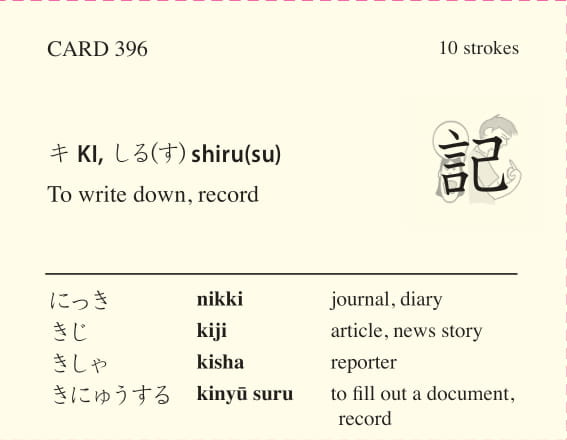 CARD 396 10 strokes
キ KI, しる(す) shiru(su)
記
To write down, record
にっき nikki journal, diary
きじ kiji article, news story
きしゃ kisha reporter
きにゅうする kinyū suru to fill out a document,
record